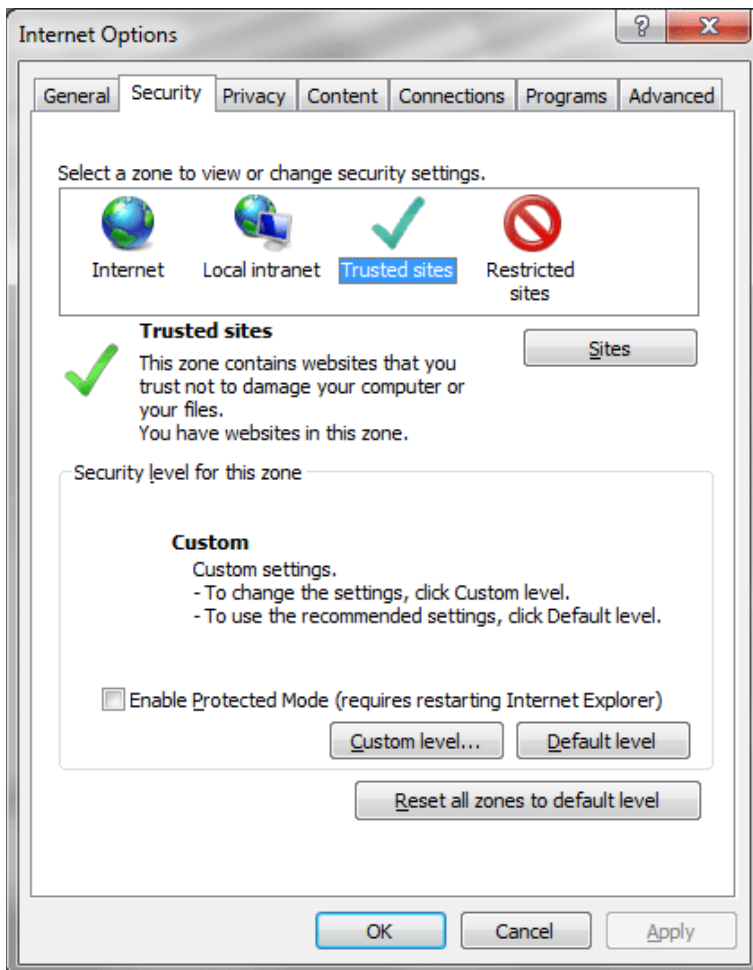 Internet Options
General Security Privacy Content Connections Programs Advanced
Select a zone to view or change security settings.
Internet Local intranet Trusted sites Restricted
sites
Trusted sites
Sites
This zone contains websites that you
trust not to damage your computer or
your files.
You have websites in this zone.
Security level for this zone
Custom
Custom settings.
- To change the settings, click Custom level.
- To use the recommended settings, click Default level.
Enable Protected Mode (requires restarting Internet Explorer)
Custom level... Default level
Reset all zones to default level
OK Cancel Apply